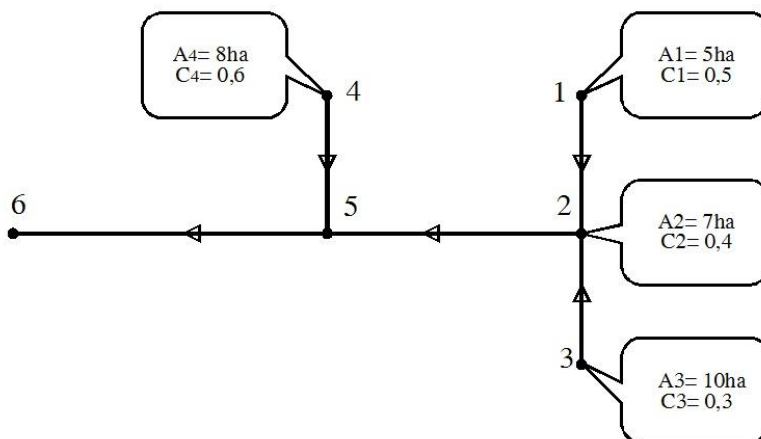 A4= 8ha
C4= 0,6
4
1
A1= 5ha
C1= 0,5
6
5
2
A2= 7ha
C2= 0,4
3
A3= 10ha
C3= 0,3